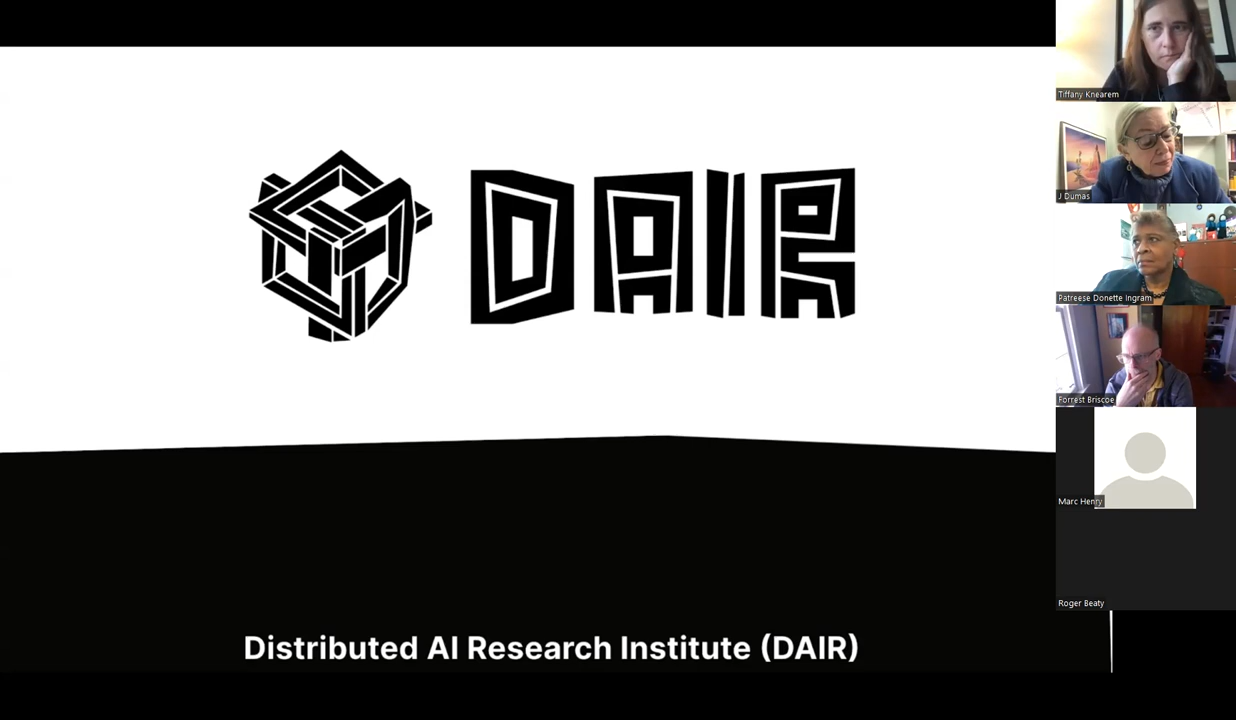 DAIR
Distributed AI Research Institute (DAIR)
Tiffany Knearem
J Dumas
Patreese Donette Ingram
Forrest Briscoe
Marc Henry
Roger Beaty